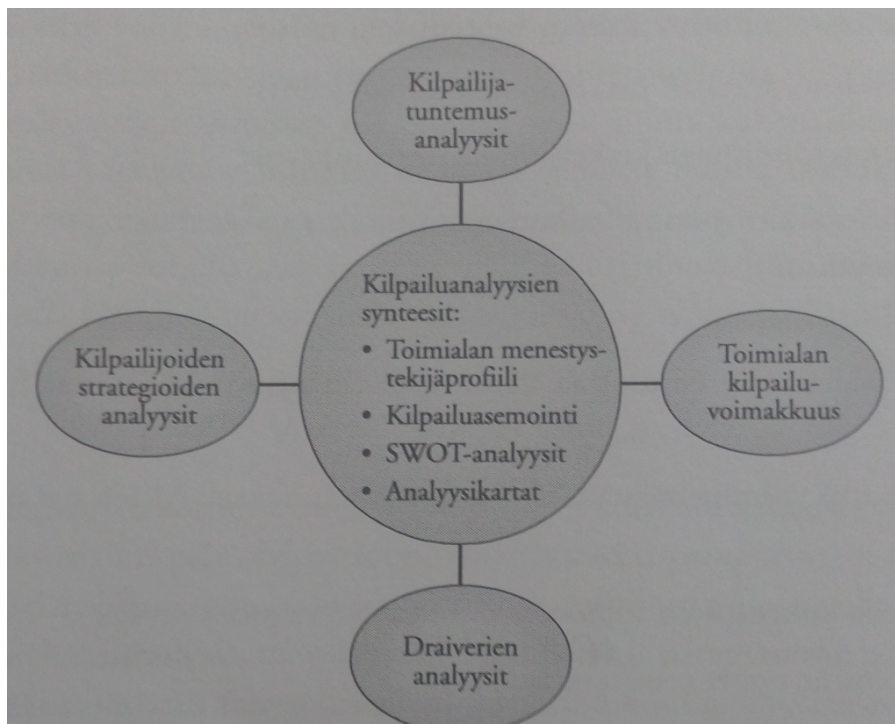 Kilpailija-
tuntemus-
analyysit
Kilpailijoiden
strategioiden
analyysit
Kilpailuanalyysien
synteesit:
• Toimialan menestys-
tekijäprofiili
• Kilpailuasemointi
• SWOT-analyysit
• Analyysikartat
Toimialan
kilpailu-
voimakkuus
Draiverien
analyysit